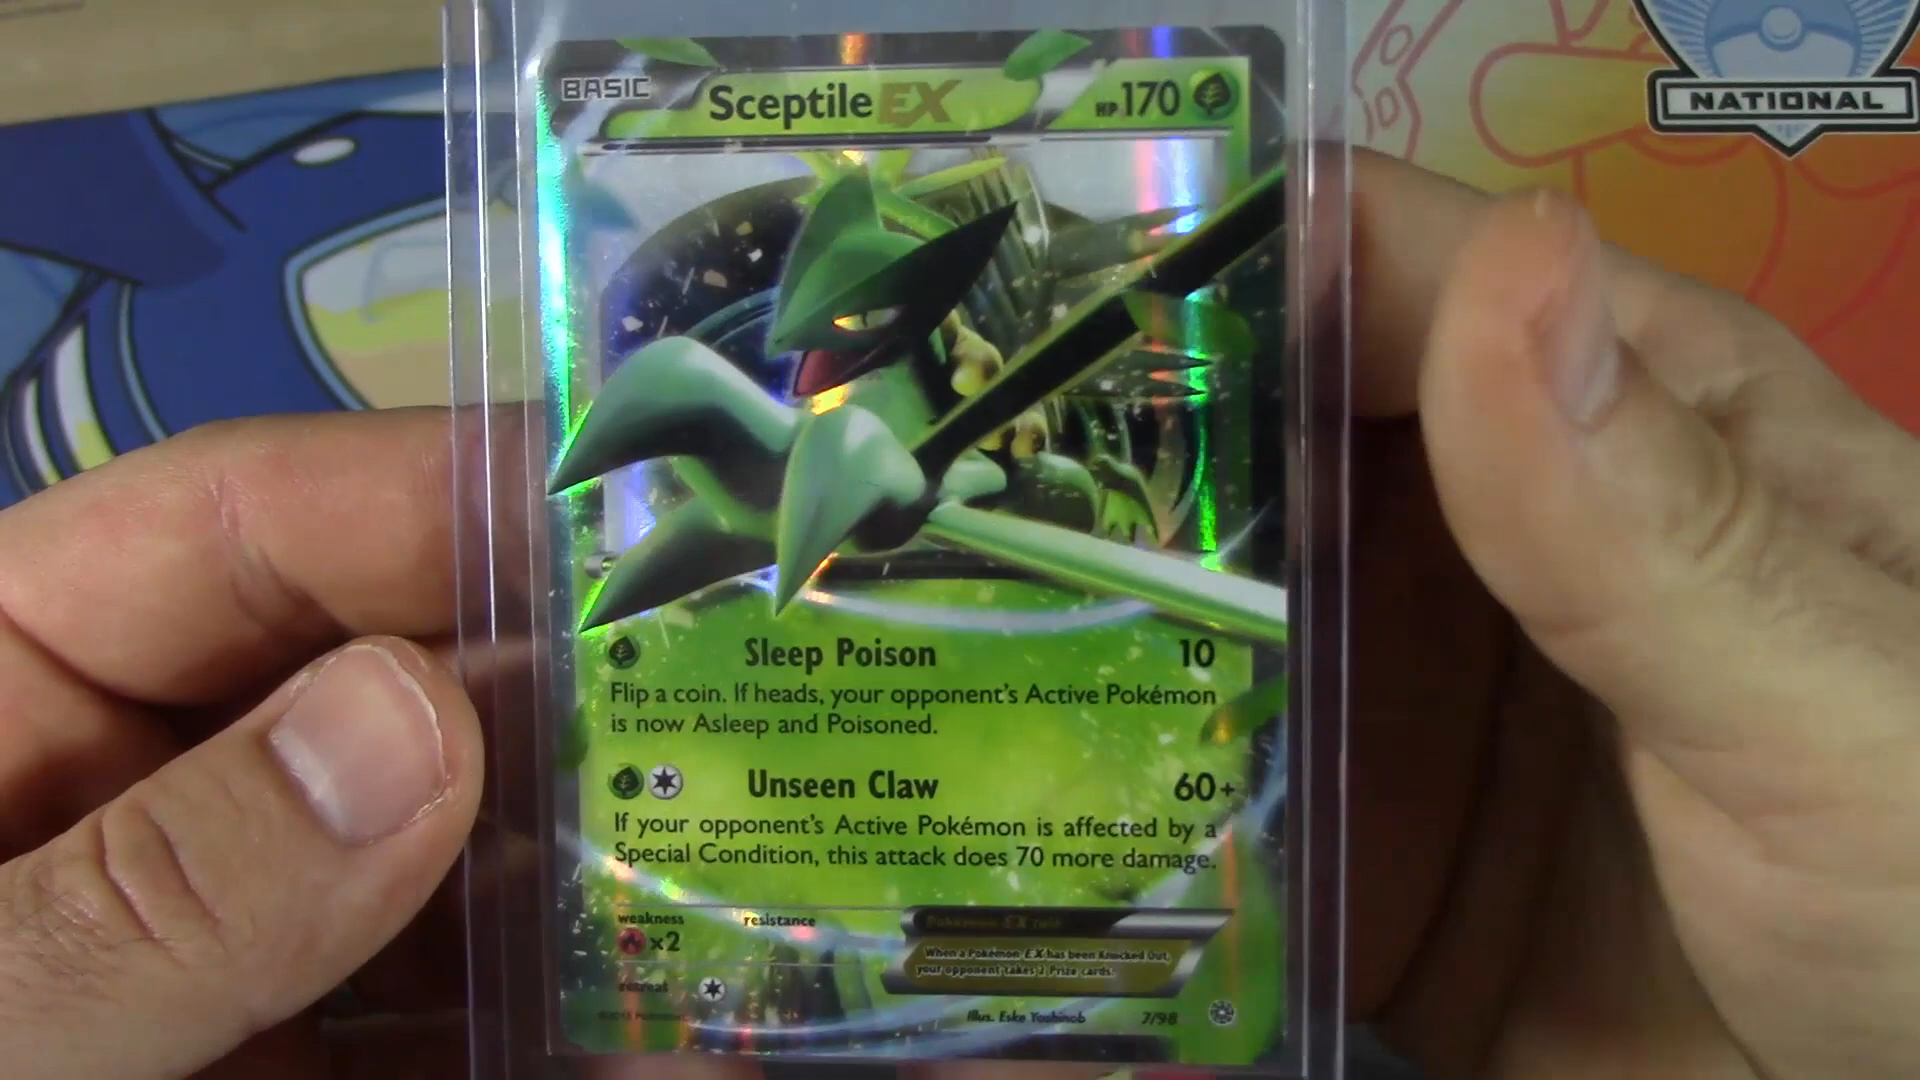 NATIONAL
BASIC
Sceptile EX
HP 170
Sleep Poison 10
Flip a coin. If heads, your opponent's Active Pokémon
is now Asleep and Poisoned.
Unseen Claw 60+
If your opponent's Active Pokémon is affected by a
Special Condition, this attack does 70 more damage.
weakness resistance
x2
Pokémon EX rule
When a Pokémon EX has been Knocked Out,
your opponent takes 2 Prize cards.
retreat
Illus. Eske Yoshinob 7/98